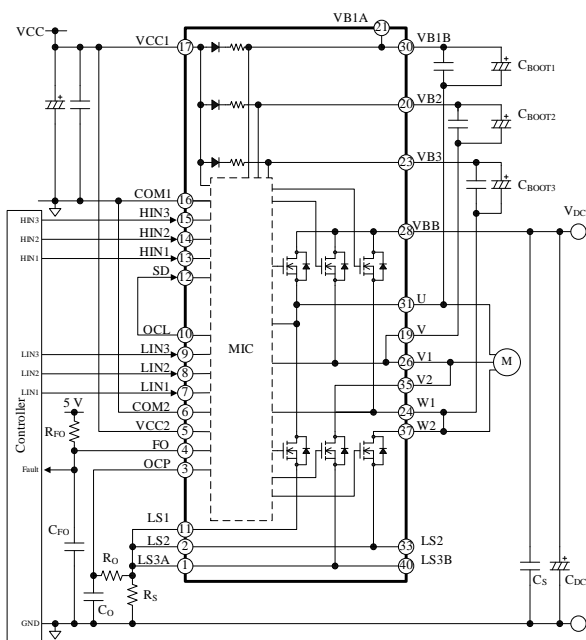 VB1A
21
VCC
VCC1
17
30
VB1B
CBOOT1
20
VB2
CBOOT2
23
VB3
CBOOT3
COM1
16
HIN3
HIN3
15
HIN2
HIN2
14
HIN1
HIN1
13
SD
12
28
VBB
VDC
31
U
OCL
10
MIC
19
V
M
LIN3
LIN3
9
26
V1
LIN2
LIN2
8
35
V2
LIN1
LIN1
7
5 V
COM2
6
24
W1
Controller
RFO
VCC2
5
37
W2
FO
4
Fault
OCP
3
LS1
11
CFO
LS2
2
33
LS2
RO
LS3A
1
40
LS3B
CO
RS
CS
CDC
GND